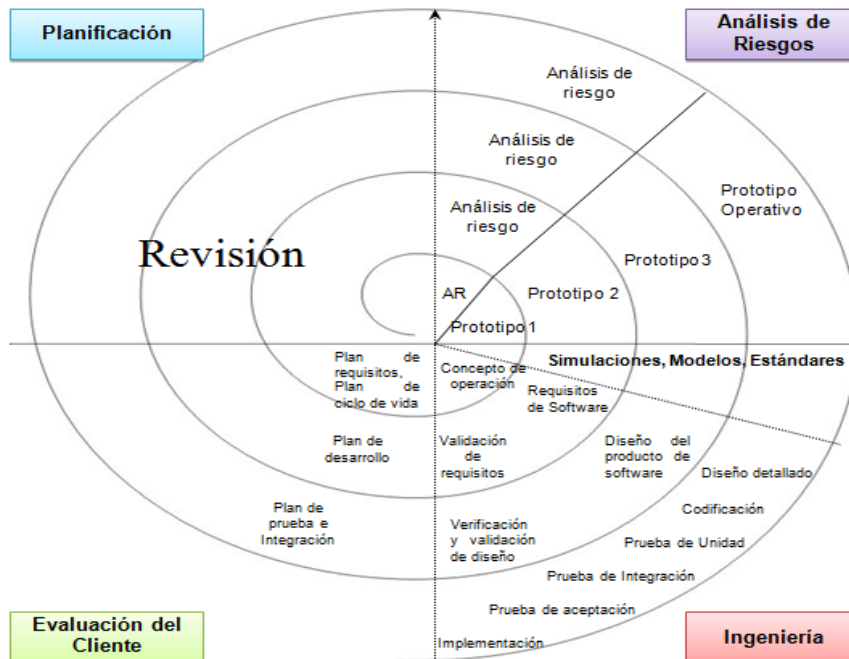 Planificación
Análisis de
Riesgos
Análisis de
riesgo
Análisis de
riesgo
Análisis de
riesgo
Prototipo
Operativo
Revisión
Prototipo 3
AR
Prototipo 2
Prototipo 1
Simulaciones, Modelos, Estándares
Plan de
requisitos,
Plan de
ciclo de vida
Concepto de
operación
Requisitos
de Software
Plan de
desarrollo
Validación
de
requisitos
Diseño del
producto de
software
Diseño detallado
Plan de
prueba e
Integración
Verificación
y validación
de diseño
Codificación
Prueba de Unidad
Prueba de Integración
Prueba de aceptación
Implementación
Evaluación del
Cliente
Ingeniería